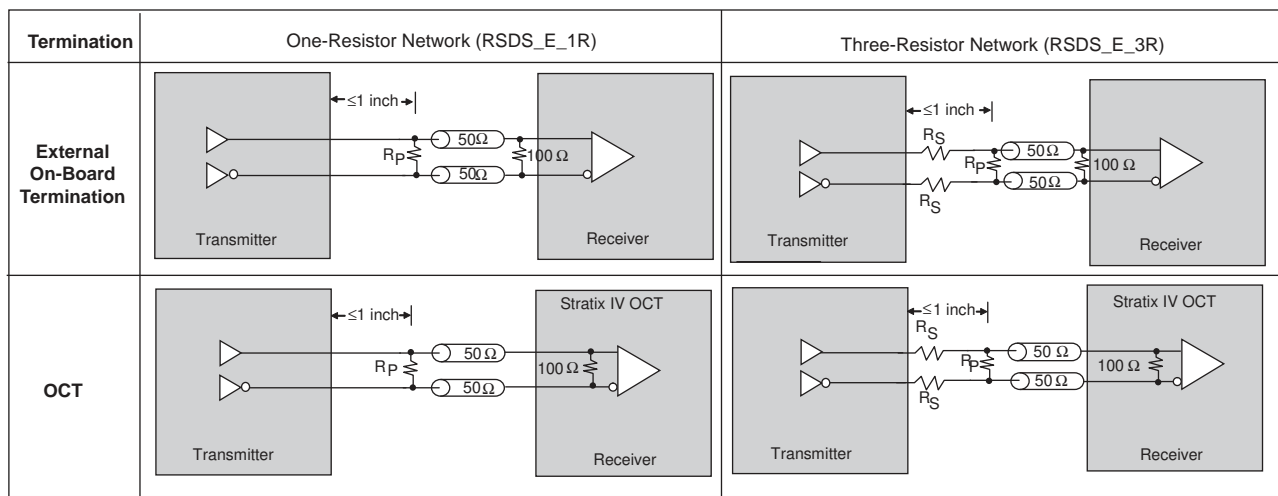 Termination
One-Resistor Network (RSDS_E_1R)
Three-Resistor Network (RSDS_E_3R)
External
On-Board
Termination
≤1 inch
50Ω
RP
100 Ω
50Ω
Transmitter
Receiver
≤1 inch
RS
50Ω
RP
100 Ω
50Ω
RS
Transmitter
Receiver
OCT
Stratix IV OCT
≤1 inch
50 Ω
RP
100 Ω
50Ω
Transmitter
Receiver
Stratix IV OCT
≤1 inch
RS
50 Ω
RP
100 Ω
50 Ω
RS
Transmitter
Receiver